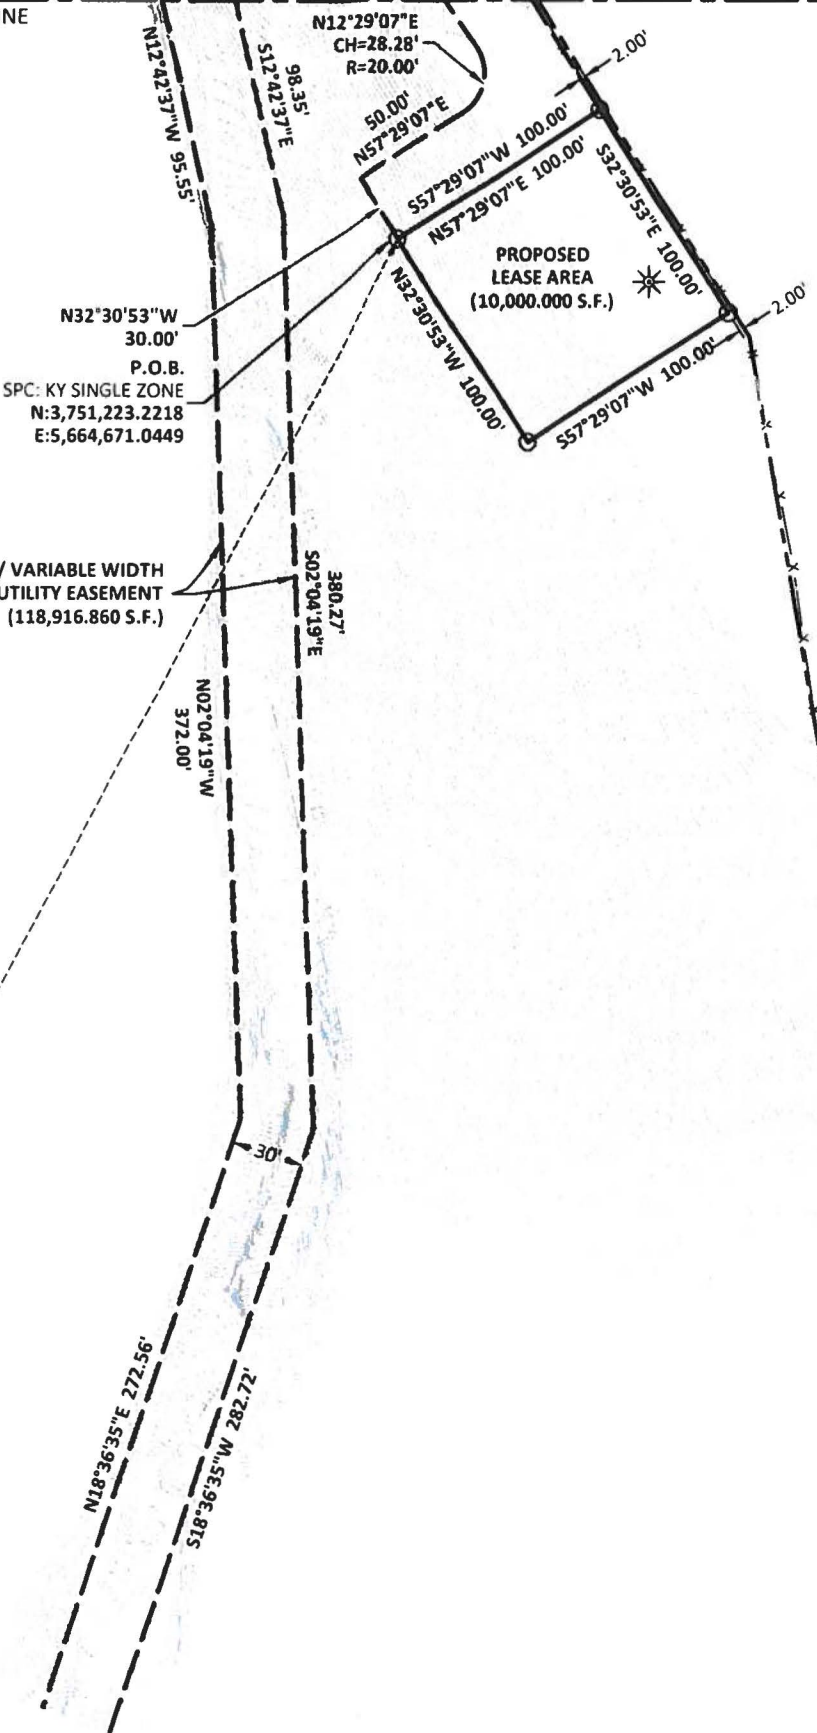 NE
N12°29'07"E
CH=28.28'
R=20.00'
2.00'
N12°42'37"W 95.55'
98.35'
S12°42'37"E
50.00'
N57°29'07"E
S57°29'07"W 100.00'
N57°29'07"E 100.00'
S32°30'53"E 100.00'
PROPOSED
LEASE AREA
(10,000.000 S.F.)
N32°30'53"W
30.00'
P.O.B.
SPC: KY SINGLE ZONE
N:3,751,223.2218
E:5,664,671.0449
N32°30'53"W 100.00'
S57°29'07"W 100.00'
2.00'
/ VARIABLE WIDTH
UTILITY EASEMENT
(118,916.860 S.F.)
380.27'
S02°04'19"E
N02°04'19"W
372.00'
30'
N18°36'35"E 272.56'
S18°36'35"W 282.72'